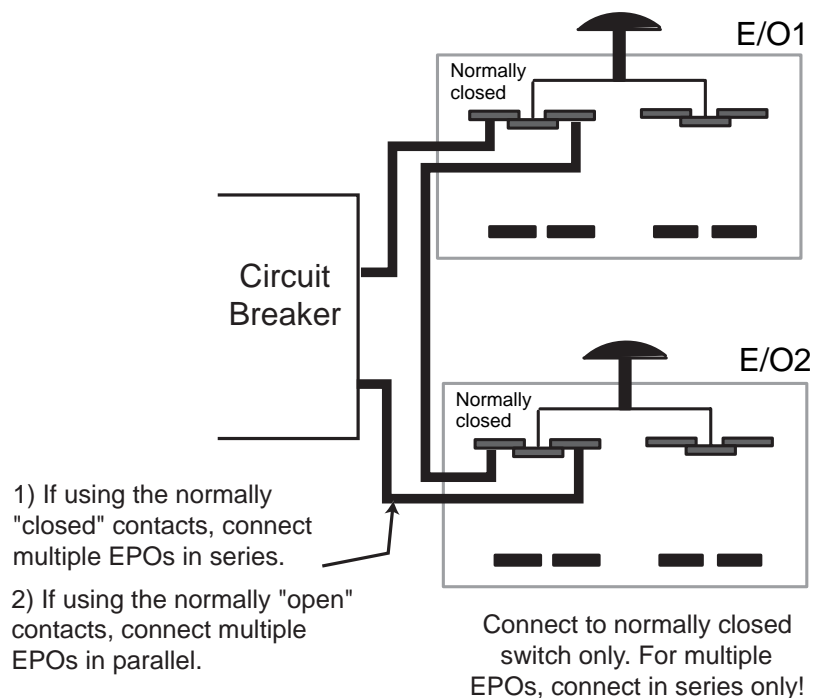 E/O1
Normally
closed
Circuit
Breaker
E/O2
Normally
closed
1) If using the normally
"closed" contacts, connect
multiple EPOs in series.
2) If using the normally "open"
contacts, connect multiple
EPOs in parallel.
Connect to normally closed
switch only. For multiple
EPOs, connect in series only!